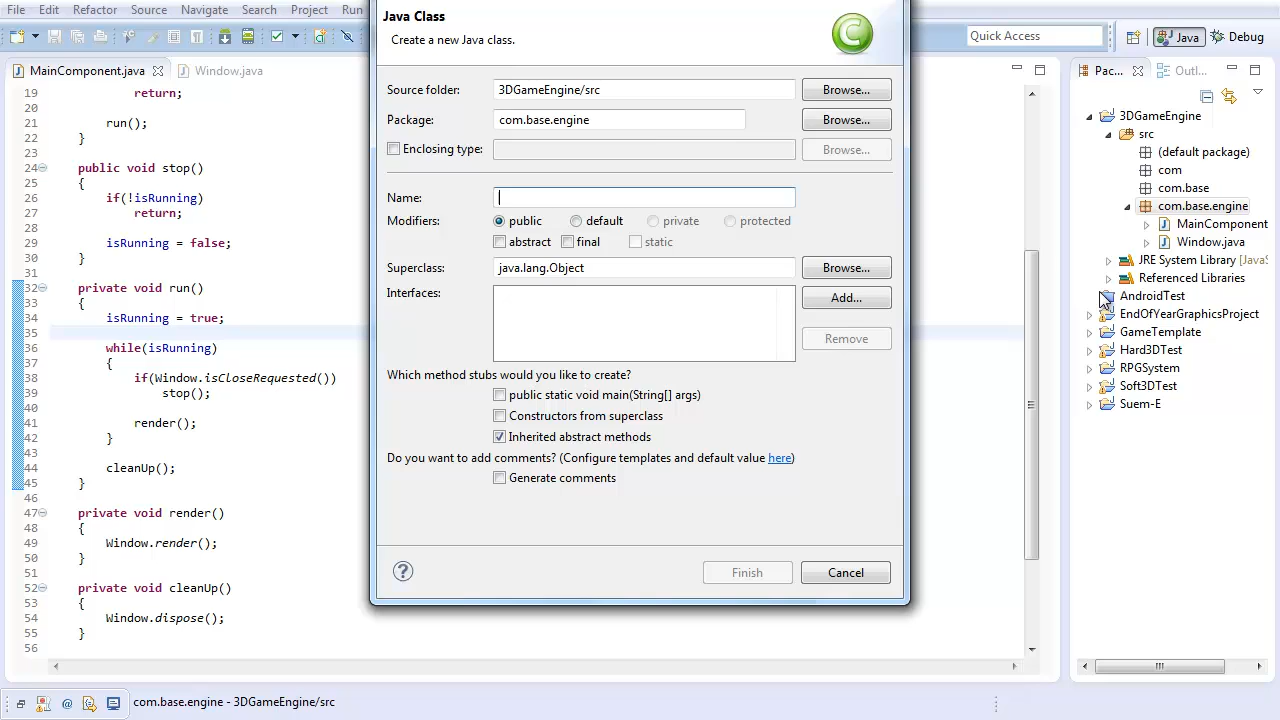 File Edit Refactor Source Navigate Search Project Run
Quick Access
Java
Debug
MainComponent.java
Window.java
19 return;
20
21 run();
22 }
23
24 public void stop()
25 {
26 if(!isRunning)
27 return;
28
29 isRunning = false;
30 }
31
32 private void run()
33 {
34 isRunning = true;
35
36 while(isRunning)
37 {
38 if(Window.isCloseRequested())
39 stop();
40
41 render();
42 }
43
44 cleanUp();
45 }
46
47 private void render()
48 {
49 Window.render();
50 }
51
52 private void cleanUp()
53 {
54 Window.dispose();
55 }
56
Java Class
Create a new Java class.
Source folder: 3DGameEngine/src Browse...
Package: com.base.engine Browse...
Enclosing type: Browse...
Name:
Modifiers: public default private protected
abstract final static
Superclass: java.lang.Object Browse...
Interfaces: Add...
Remove
Which method stubs would you like to create?
public static void main(String[] args)
Constructors from superclass
Inherited abstract methods
Do you want to add comments? (Configure templates and default value here)
Generate comments
? Finish Cancel
Pac... Outl...
3DGameEngine
src
(default package)
com
com.base
com.base.engine
MainComponent
Window.java
JRE System Library [JavaS
Referenced Libraries
AndroidTest
EndOfYearGraphicsProject
GameTemplate
Hard3DTest
RPGSystem
Soft3DTest
Suem-E
com.base.engine - 3DGameEngine/src